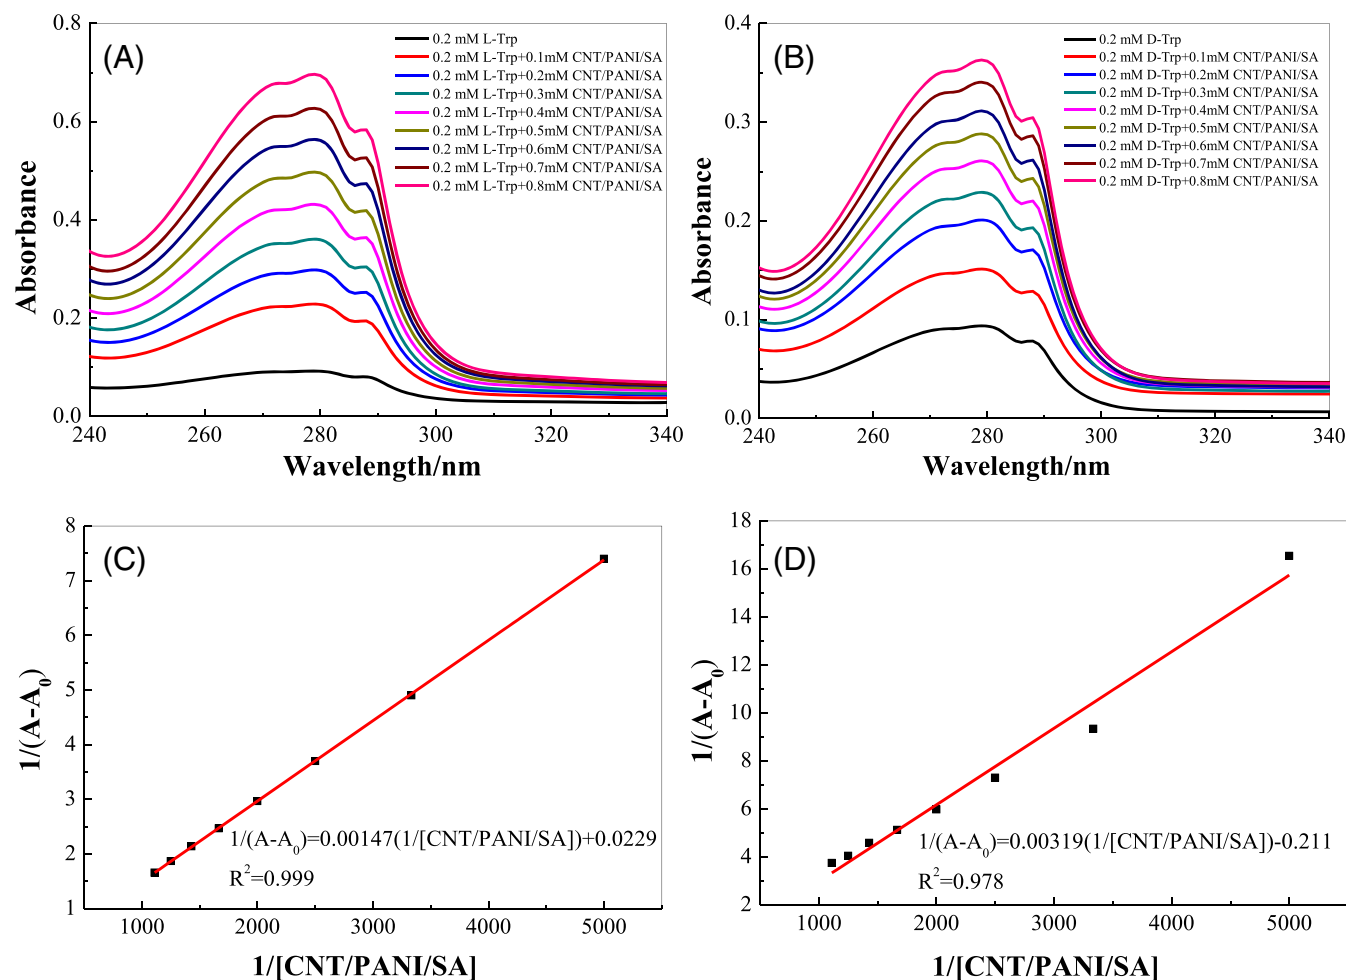 (A)
0.8
0.6
0.4
0.2
0.0
240 260 280 300 320 340
Absorbance
Wavelength/nm
0.2 mM L-Trp
0.2 mM L-Trp+0.1mM CNT/PANI/SA
0.2 mM L-Trp+0.2mM CNT/PANI/SA
0.2 mM L-Trp+0.3mM CNT/PANI/SA
0.2 mM L-Trp+0.4mM CNT/PANI/SA
0.2 mM L-Trp+0.5mM CNT/PANI/SA
0.2 mM L-Trp+0.6mM CNT/PANI/SA
0.2 mM L-Trp+0.7mM CNT/PANI/SA
0.2 mM L-Trp+0.8mM CNT/PANI/SA
(B)
0.4
0.3
0.2
0.1
0.0
240 260 280 300 320 340
Absorbance
Wavelength/nm
0.2 mM D-Trp
0.2 mM D-Trp+0.1mM CNT/PANI/SA
0.2 mM D-Trp+0.2mM CNT/PANI/SA
0.2 mM D-Trp+0.3mM CNT/PANI/SA
0.2 mM D-Trp+0.4mM CNT/PANI/SA
0.2 mM D-Trp+0.5mM CNT/PANI/SA
0.2 mM D-Trp+0.6mM CNT/PANI/SA
0.2 mM D-Trp+0.7mM CNT/PANI/SA
0.2 mM D-Trp+0.8mM CNT/PANI/SA
(C)
8
7
6
5
4
3
2
1
1000 2000 3000 4000 5000
1/(A-A₀)
1/[CNT/PANI/SA]
1/(A-A₀)=0.00147(1/[CNT/PANI/SA])+0.0229
R²=0.999
(D)
18
16
14
12
10
8
6
4
2
1000 2000 3000 4000 5000
1/(A-A₀)
1/[CNT/PANI/SA]
1/(A-A₀)=0.00319(1/[CNT/PANI/SA])-0.211
R²=0.978